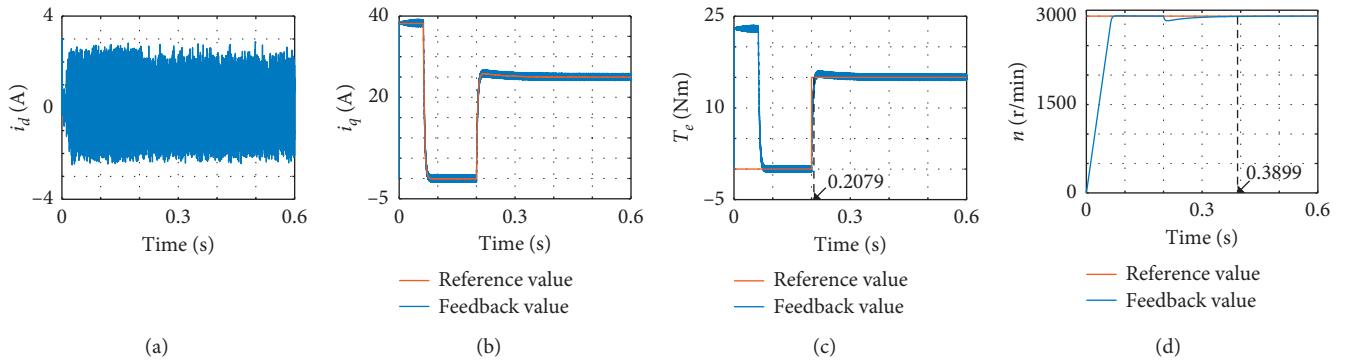 4
0
−4
i_d (A)
0
0.3
0.6
Time (s)
(a)
40
20
−5
i_q (A)
0
0.3
0.6
Time (s)
Reference value
Feedback value
(b)
25
10
−5
T_e (Nm)
0.2079
0
0.3
0.6
Time (s)
Reference value
Feedback value
(c)
3000
1500
0
n (r/min)
0.3899
0
0.3
0.6
Time (s)
Reference value
Feedback value
(d)